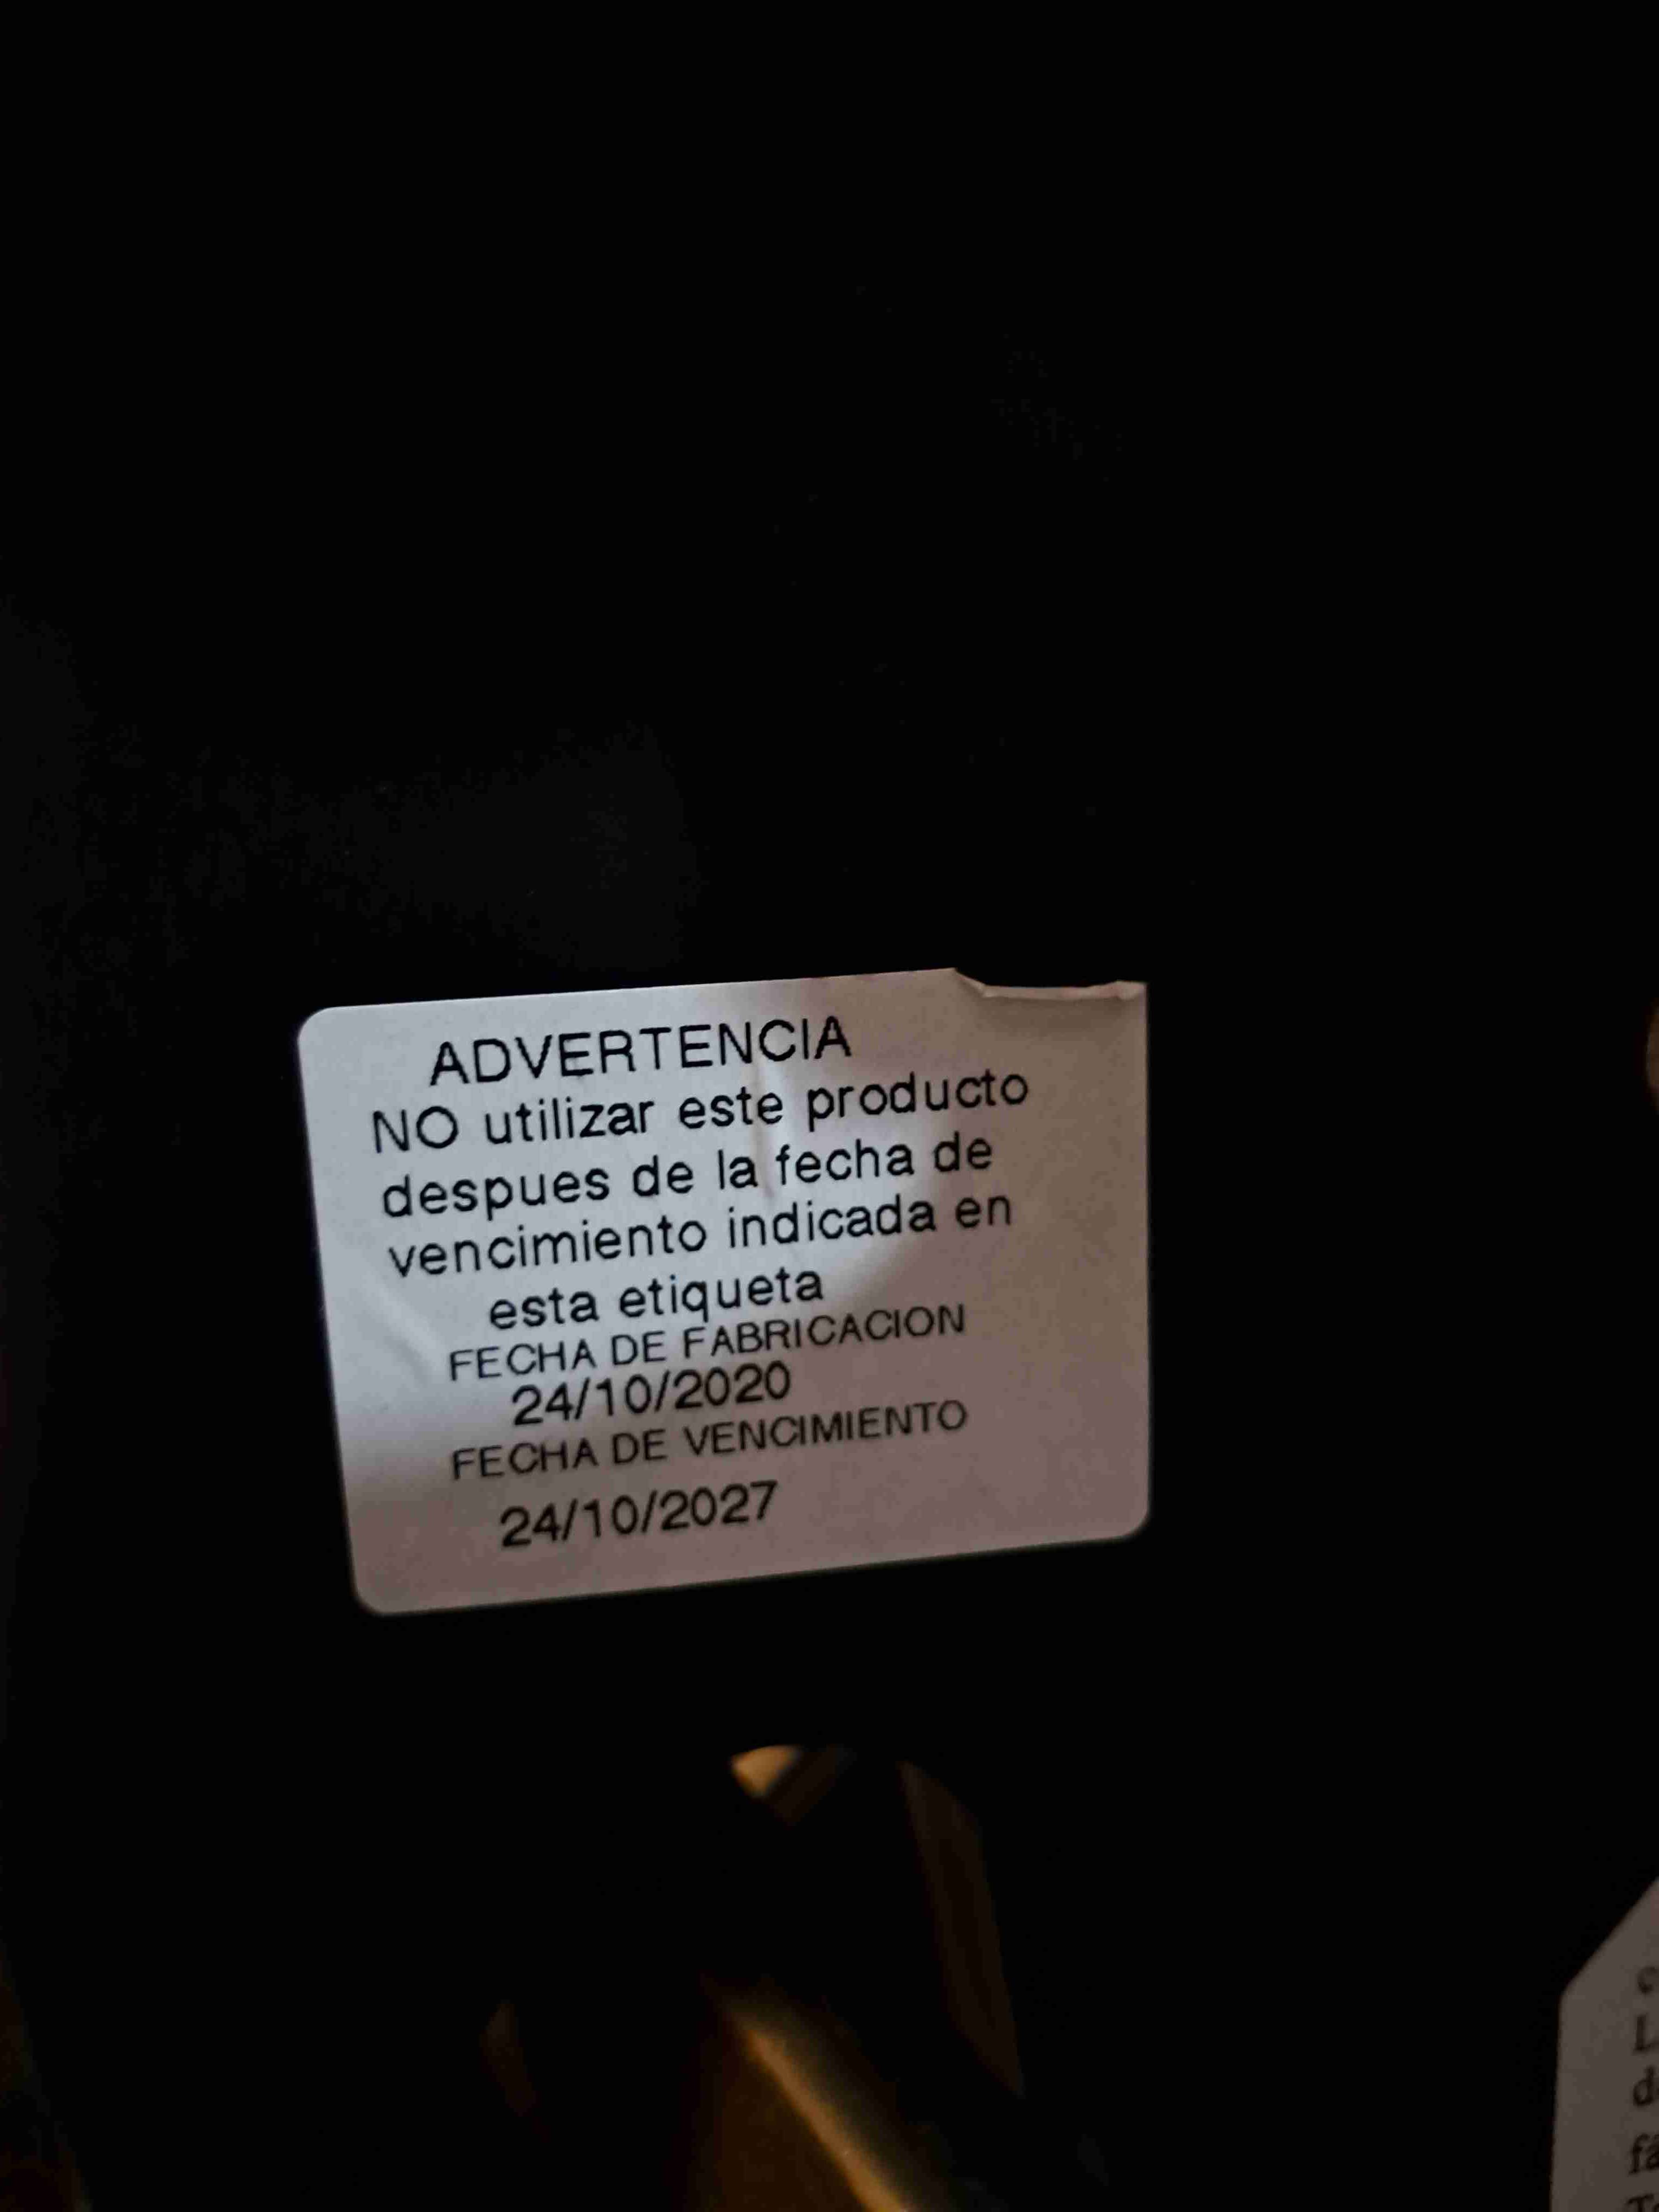 ADVERTENCIA
NO utilizar este producto
despues de la fecha de
vencimiento indicada en
esta etiqueta
FECHA DE FABRICACION
24/10/2020
FECHA DE VENCIMIENTO
24/10/2027